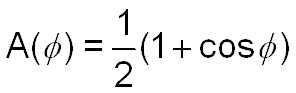 A(ϕ) = 1/2(1 + cosϕ)